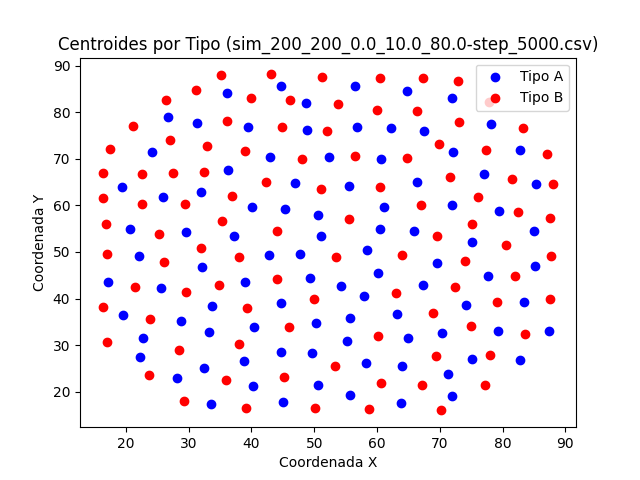 Centroides por Tipo (sim_200_200_0.0_10.0_80.0-step_5000.csv)
Tipo A
Tipo B
90
80
70
60
50
40
30
20
Coordenada Y
20 30 40 50 60 70 80 90
Coordenada X